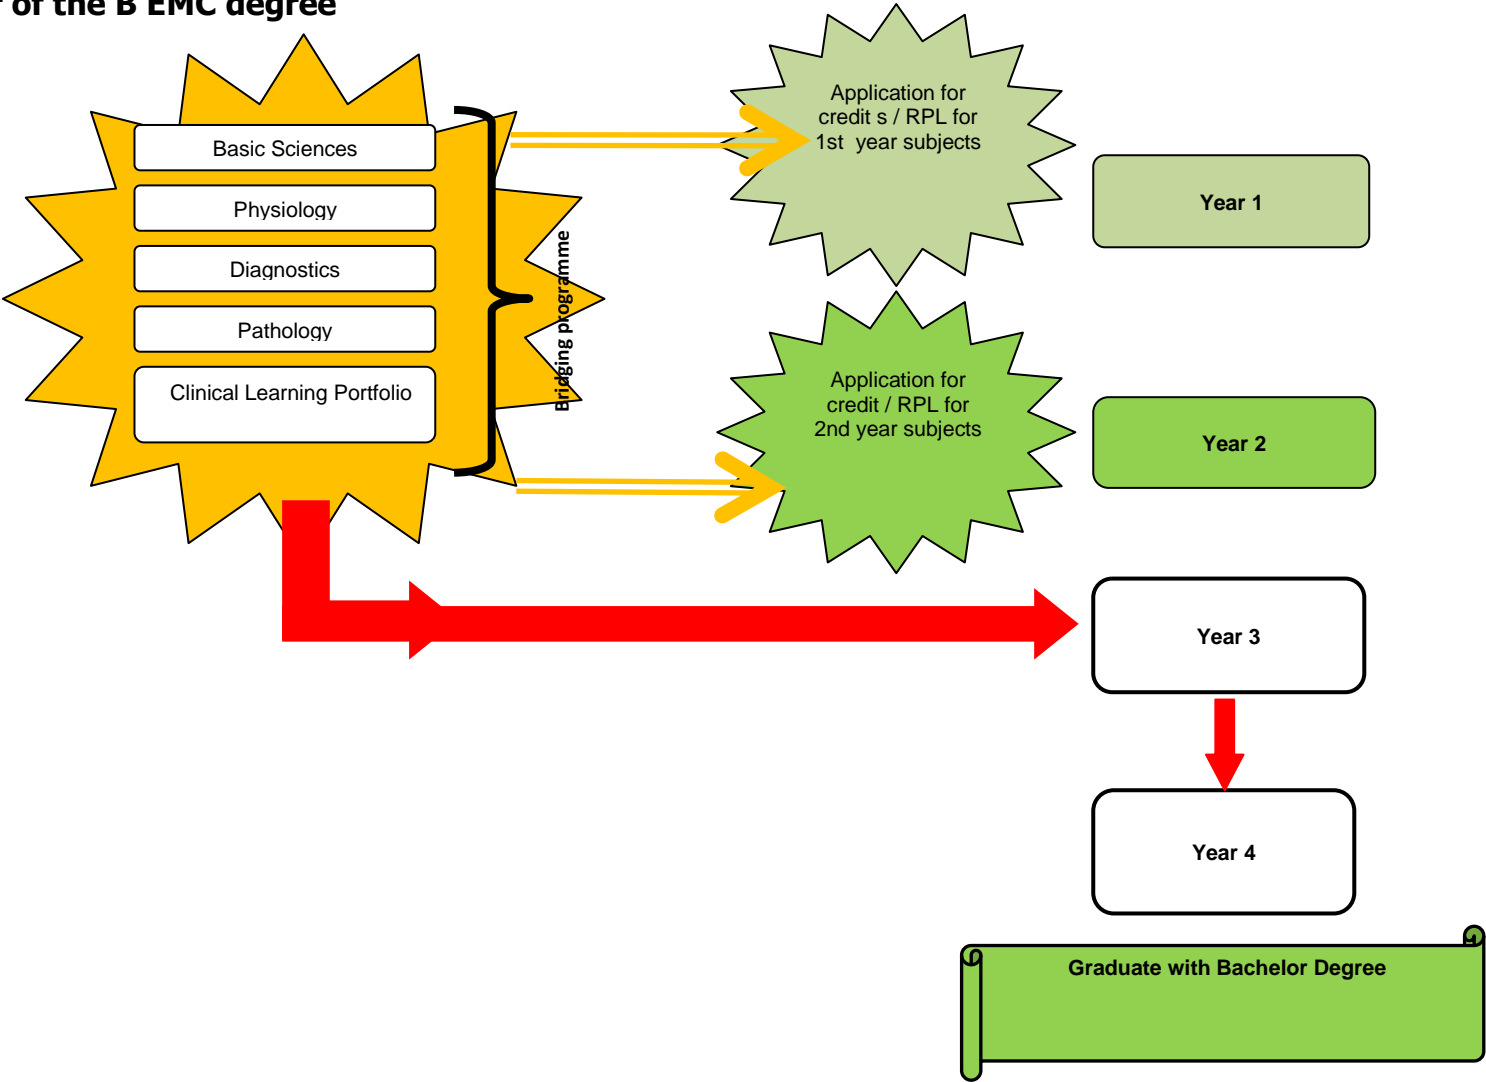 of the B EMC degree
Basic Sciences
Physiology
Diagnostics
Pathology
Clinical Learning Portfolio
Bridging programme
Application for
credit s / RPL for
1st year subjects
Year 1
Application for
credit / RPL for
2nd year subjects
Year 2
Year 3
Year 4
Graduate with Bachelor Degree